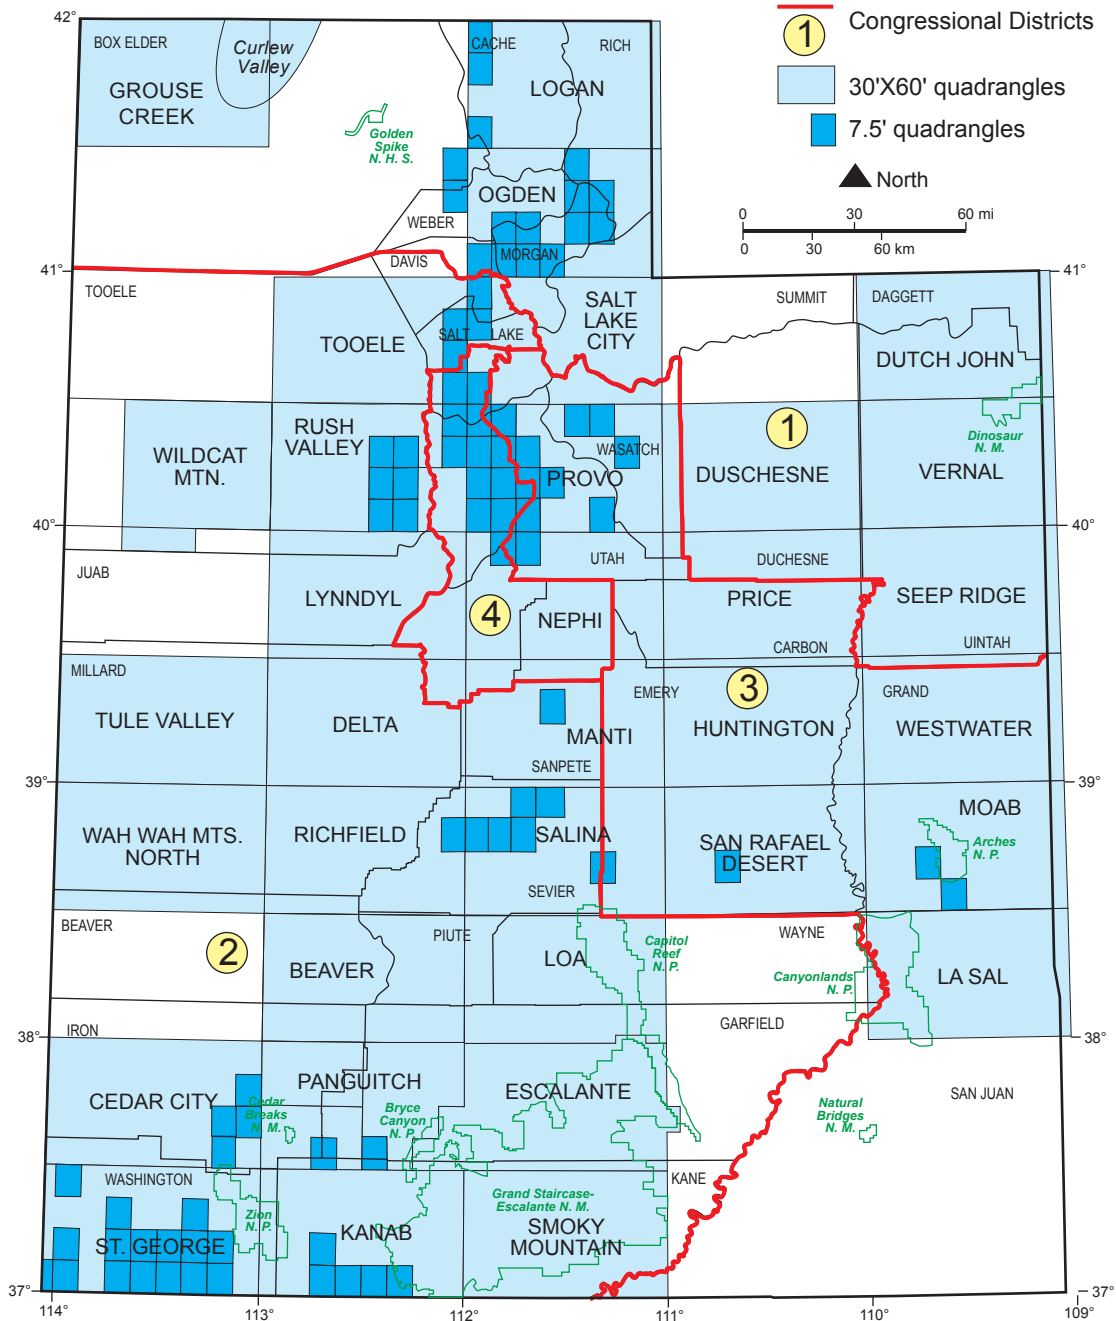 42°
BOX ELDER
Curlew
Valley
GROUSE
CREEK
Golden
Spike
N. H. S.
CACHE
RICH
LOGAN
1
Congressional Districts
30'X60' quadrangles
7.5' quadrangles
North
0 30 60 mi
0 30 60 km
OGDEN
WEBER
MORGAN
DAVIS
41°
41°
TOOELE
SUMMIT
DAGGETT
SALT
LAKE
CITY
TOOELE
SALT LAKE
DUTCH JOHN
1
Dinosaur
N. M.
RUSH
VALLEY
WILDCAT
MTN.
WASATCH
PROVO
DUSCHESNE
VERNAL
40°
40°
JUAB
UTAH
DUCHESNE
LYNNDYL
4
NEPHI
PRICE
SEEP RIDGE
CARBON
UINTAH
MILLARD
EMERY
3
GRAND
TULE VALLEY
DELTA
MANTI
HUNTINGTON
WESTWATER
SANPETE
39°
39°
WAH WAH MTS.
NORTH
RICHFIELD
SALINA
SAN RAFAEL
DESERT
MOAB
Arches
N. P.
SEVIER
BEAVER
2
PIUTE
WAYNE
BEAVER
LOA
Capitol
Reef
N. P.
Canyonlands
N. P.
LA SAL
IRON
GARFIELD
38°
38°
CEDAR CITY
PANGUITCH
ESCALANTE
SAN JUAN
Cedar
Breaks
N. M.
Bryce
Canyon
N. P.
Natural
Bridges
N. M.
WASHINGTON
KANE
Zion
N. P.
Grand Staircase-
Escalante N. M.
ST. GEORGE
KANAB
SMOKY
MOUNTAIN
37°
37°
114°
113°
112°
111°
110°
109°